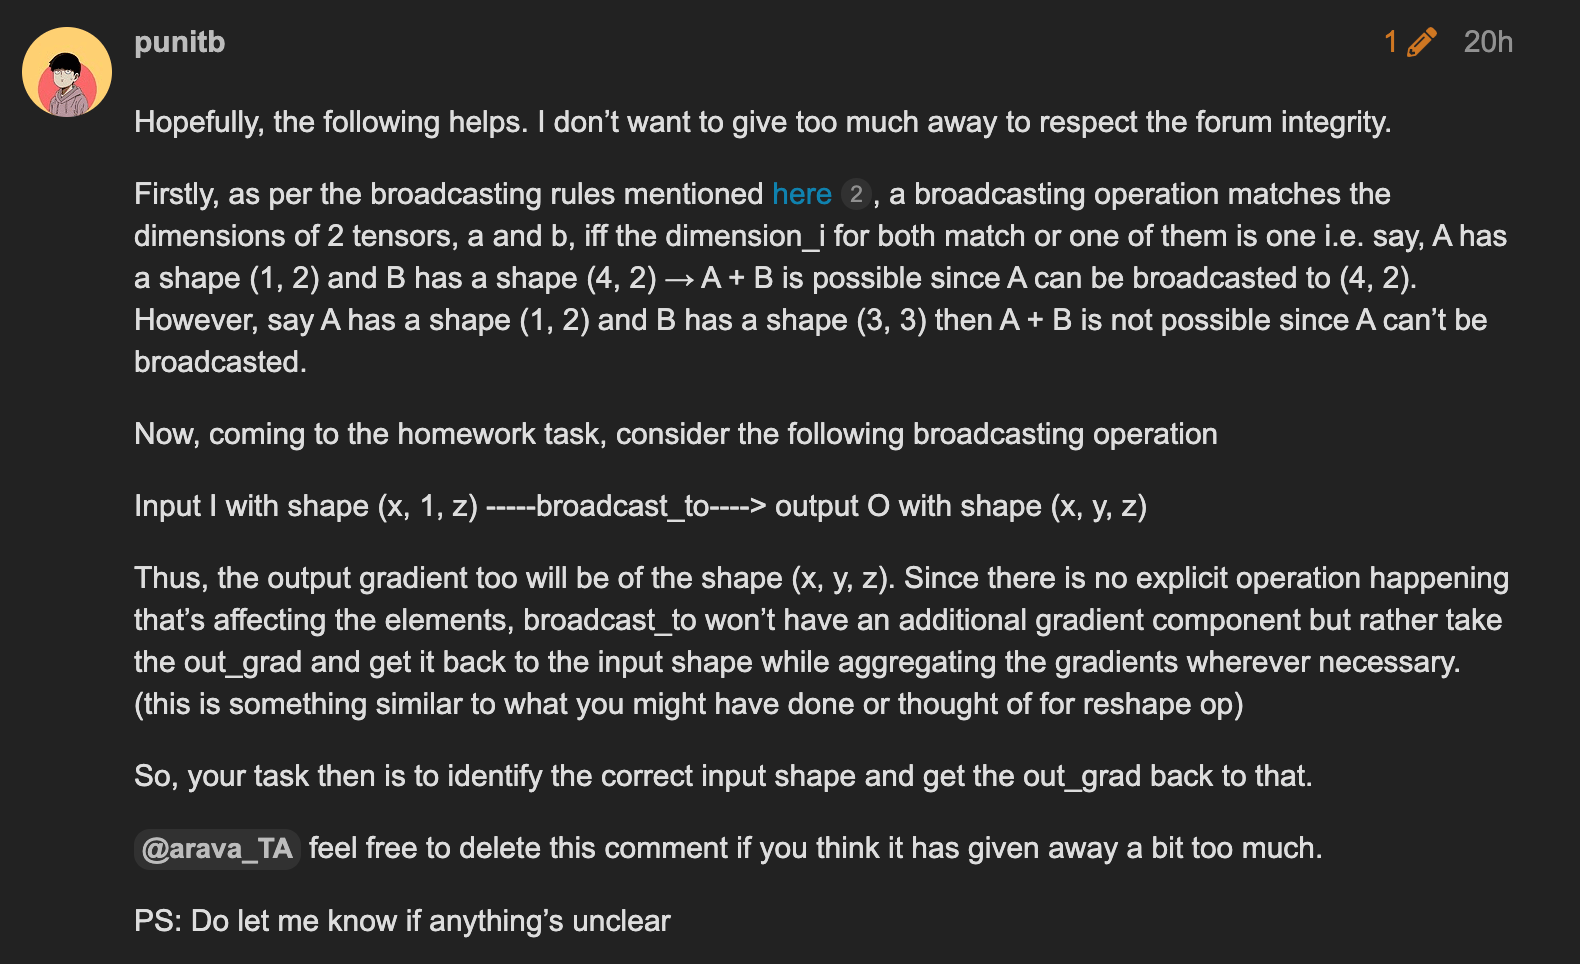 punitb
1 20h
Hopefully, the following helps. I don’t want to give too much away to respect the forum integrity.
Firstly, as per the broadcasting rules mentioned here 2 , a broadcasting operation matches the
dimensions of 2 tensors, a and b, iff the dimension_i for both match or one of them is one i.e. say, A has
a shape (1, 2) and B has a shape (4, 2) → A + B is possible since A can be broadcasted to (4, 2).
However, say A has a shape (1, 2) and B has a shape (3, 3) then A + B is not possible since A can’t be
broadcasted.
Now, coming to the homework task, consider the following broadcasting operation
Input I with shape (x, 1, z) -----broadcast_to----> output O with shape (x, y, z)
Thus, the output gradient too will be of the shape (x, y, z). Since there is no explicit operation happening
that’s affecting the elements, broadcast_to won’t have an additional gradient component but rather take
the out_grad and get it back to the input shape while aggregating the gradients wherever necessary.
(this is something similar to what you might have done or thought of for reshape op)
So, your task then is to identify the correct input shape and get the out_grad back to that.
@arava_TA feel free to delete this comment if you think it has given away a bit too much.
PS: Do let me know if anything’s unclear